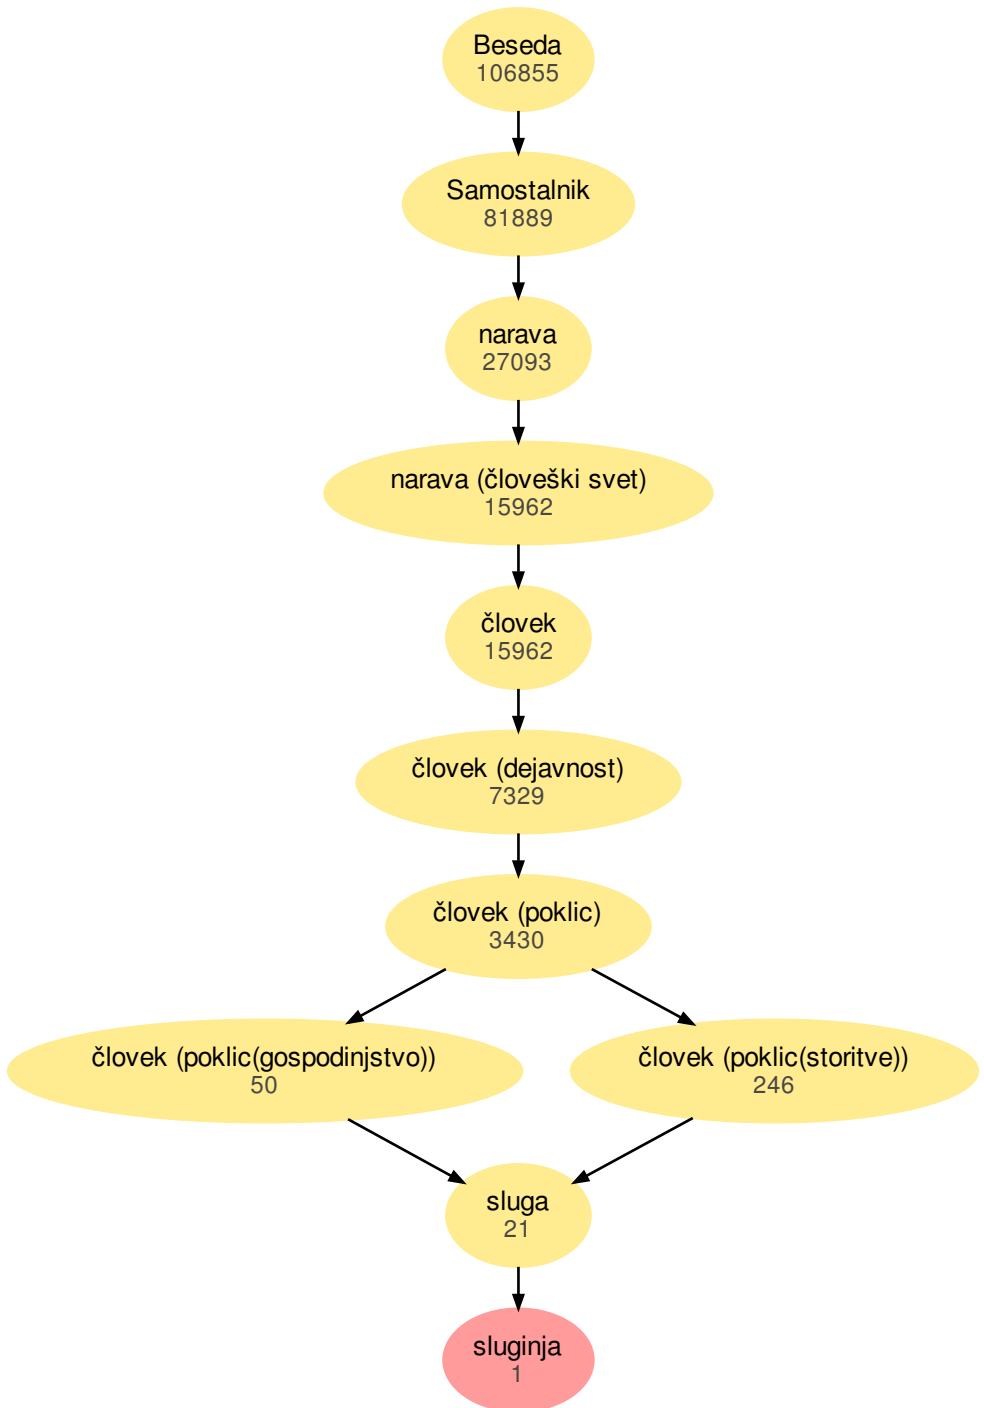 Beseda
106855
Samostalnik
81889
narava
27093
narava (človeški svet)
15962
človek
15962
človek (dejavnost)
7329
človek (poklic)
3430
človek (poklic(gospodinjstvo))
50
človek (poklic(storitve))
246
sluga
21
sluginja
1